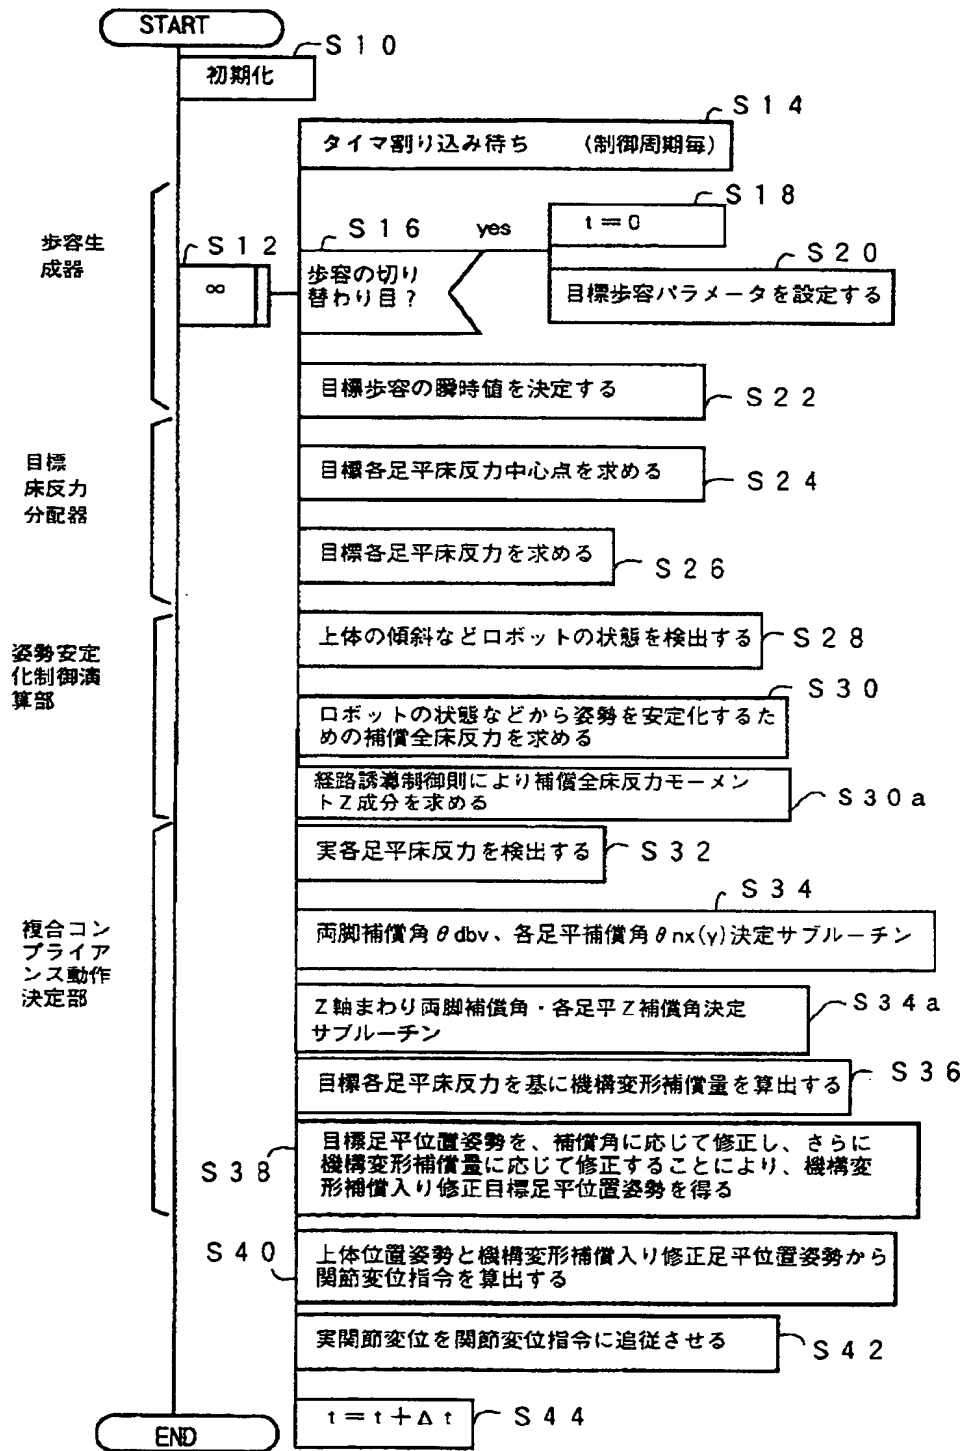 START
S10
初期化
S14
タイマ割り込み待ち (制御周期毎)
S18
t=0
S16
yes
S12
∞
歩容の切り
替わり目?
S20
目標歩容パラメータを設定する
歩容生
成器
目標歩容の瞬時値を決定する
S22
目標
床反力
分配器
目標各足平床反力中心点を求める
S24
目標各足平床反力を求める
S26
姿勢安定
化制御演
算部
上体の傾斜などロボットの状態を検出する
S28
S30
ロボットの状態などから姿勢を安定化するた
めの補償全床反力を求める
経路誘導制御則により補償全床反力モーメン
トZ成分を求める
S30a
実各足平床反力を検出する
S32
S34
両脚補償角θdbv、各足平補償角θnx(y)決定サブルーチン
複合コン
プライア
ンス動作
決定部
Z軸まわり両脚補償角・各足平Z補償角決定
サブルーチン
S34a
目標各足平床反力を基に機構変形補償量を算出する
S36
S38
目標足平位置姿勢を、補償角に応じて修正し、さらに
機構変形補償量に応じて修正することにより、機構変
形補償入り修正目標足平位置姿勢を得る
S40
上体位置姿勢と機構変形補償入り修正足平位置姿勢から
関節変位指令を算出する
実関節変位を関節変位指令に追従させる
S42
t=t+Δt
S44
END